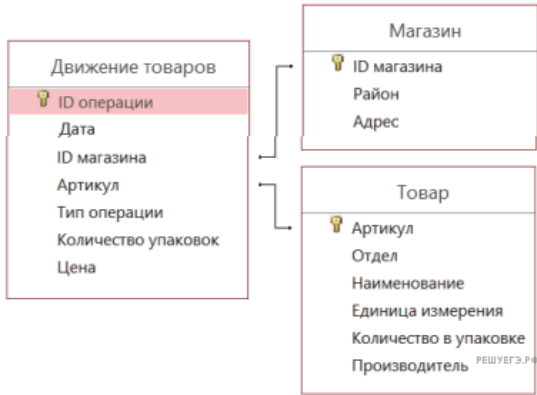 Движение товаров
ID операции
Дата
ID магазина
Артикул
Тип операции
Количество упаковок
Цена
Магазин
ID магазина
Район
Адрес
Товар
Артикул
Отдел
Наименование
Единица измерения
Количество в упаковке
Производитель
РЕШУЕГЭ.РФ